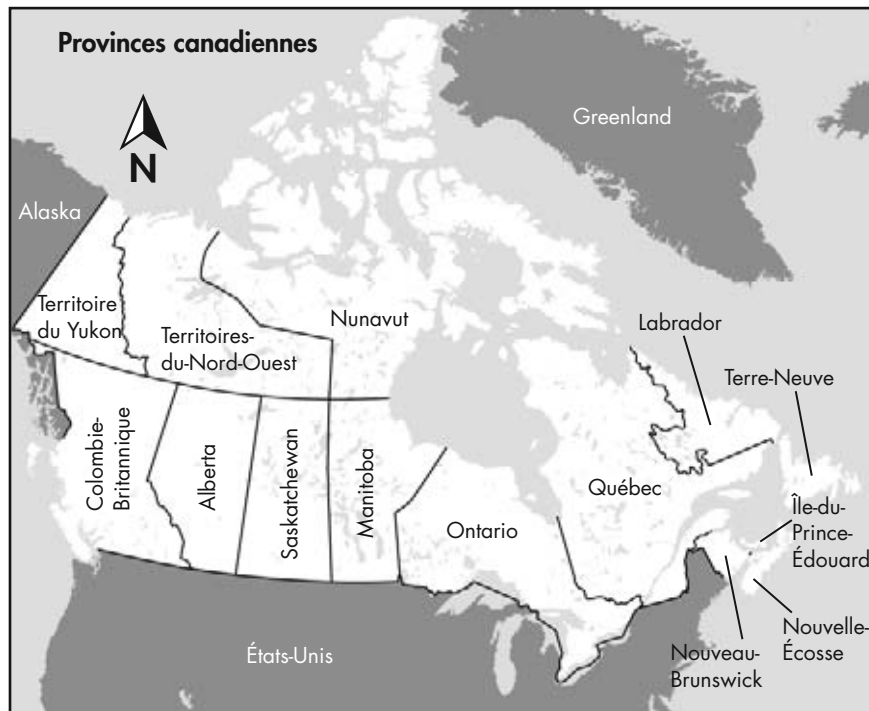 Provinces canadiennes
Greenland
N
Alaska
Territoire
du Yukon
Territoires-
du-Nord-Ouest
Nunavut
Labrador
Terre-Neuve
Colombie-
Britannique
Alberta
Saskatchewan
Manitoba
Ontario
Québec
Île-du-
Prince-
Édouard
États-Unis
Nouveau-
Brunswick
Nouvelle-
Écosse